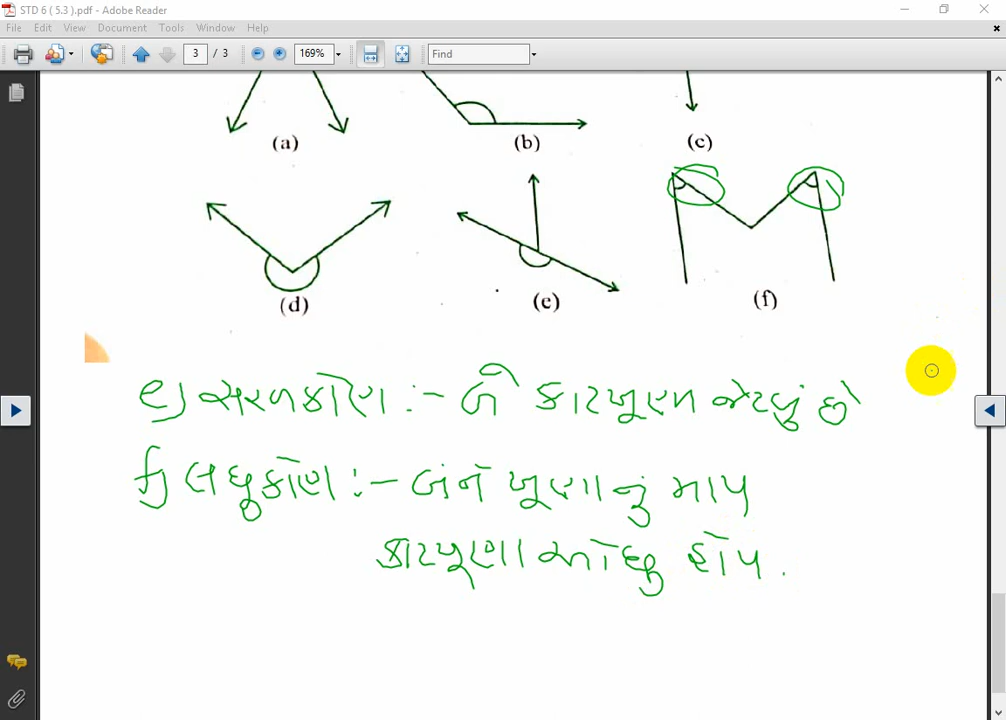 STD 6 ( 5.3 ).pdf - Adobe Reader
File Edit View Document Tools Window Help
3 / 3 169% Find
(a) (b) (c)
(d) (e) (f)
e) સરળકોણ :- બે કાટખૂણા જેટલું છે
f) લઘુકોણ :- બંને ખૂણાનું માપ
કાટખૂણા ઓછુ હોય .